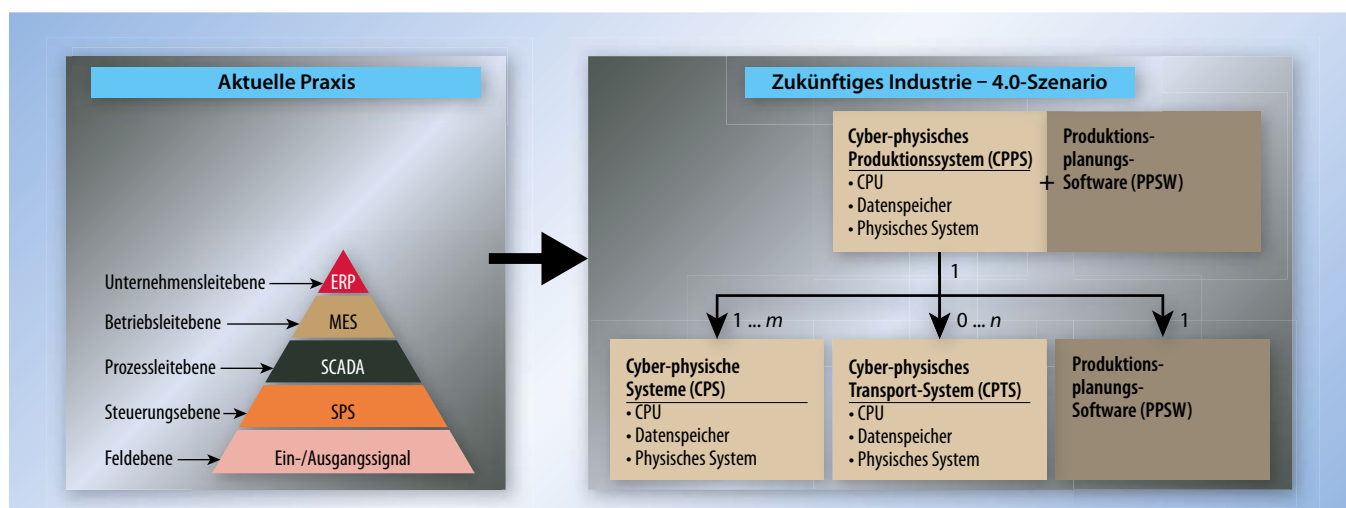 Aktuelle Praxis
Unternehmensleitebene
ERP
Betriebsleitebene
MES
Prozessleitebene
SCADA
Steuerungsebene
SPS
Feldebene
Ein-/Ausgangssignal
Zukünftiges Industrie – 4.0-Szenario
Cyber-physisches
Produktionssystem (CPPS)
• CPU
• Datenspeicher
• Physisches System
+
Produktions-
planungs-
Software (PPSW)
1
1 ... m
0 ... n
1
Cyber-physische
Systeme (CPS)
• CPU
• Datenspeicher
• Physisches System
Cyber-physisches
Transport-System (CPTS)
• CPU
• Datenspeicher
• Physisches System
Produktions-
planungs-
Software (PPSW)